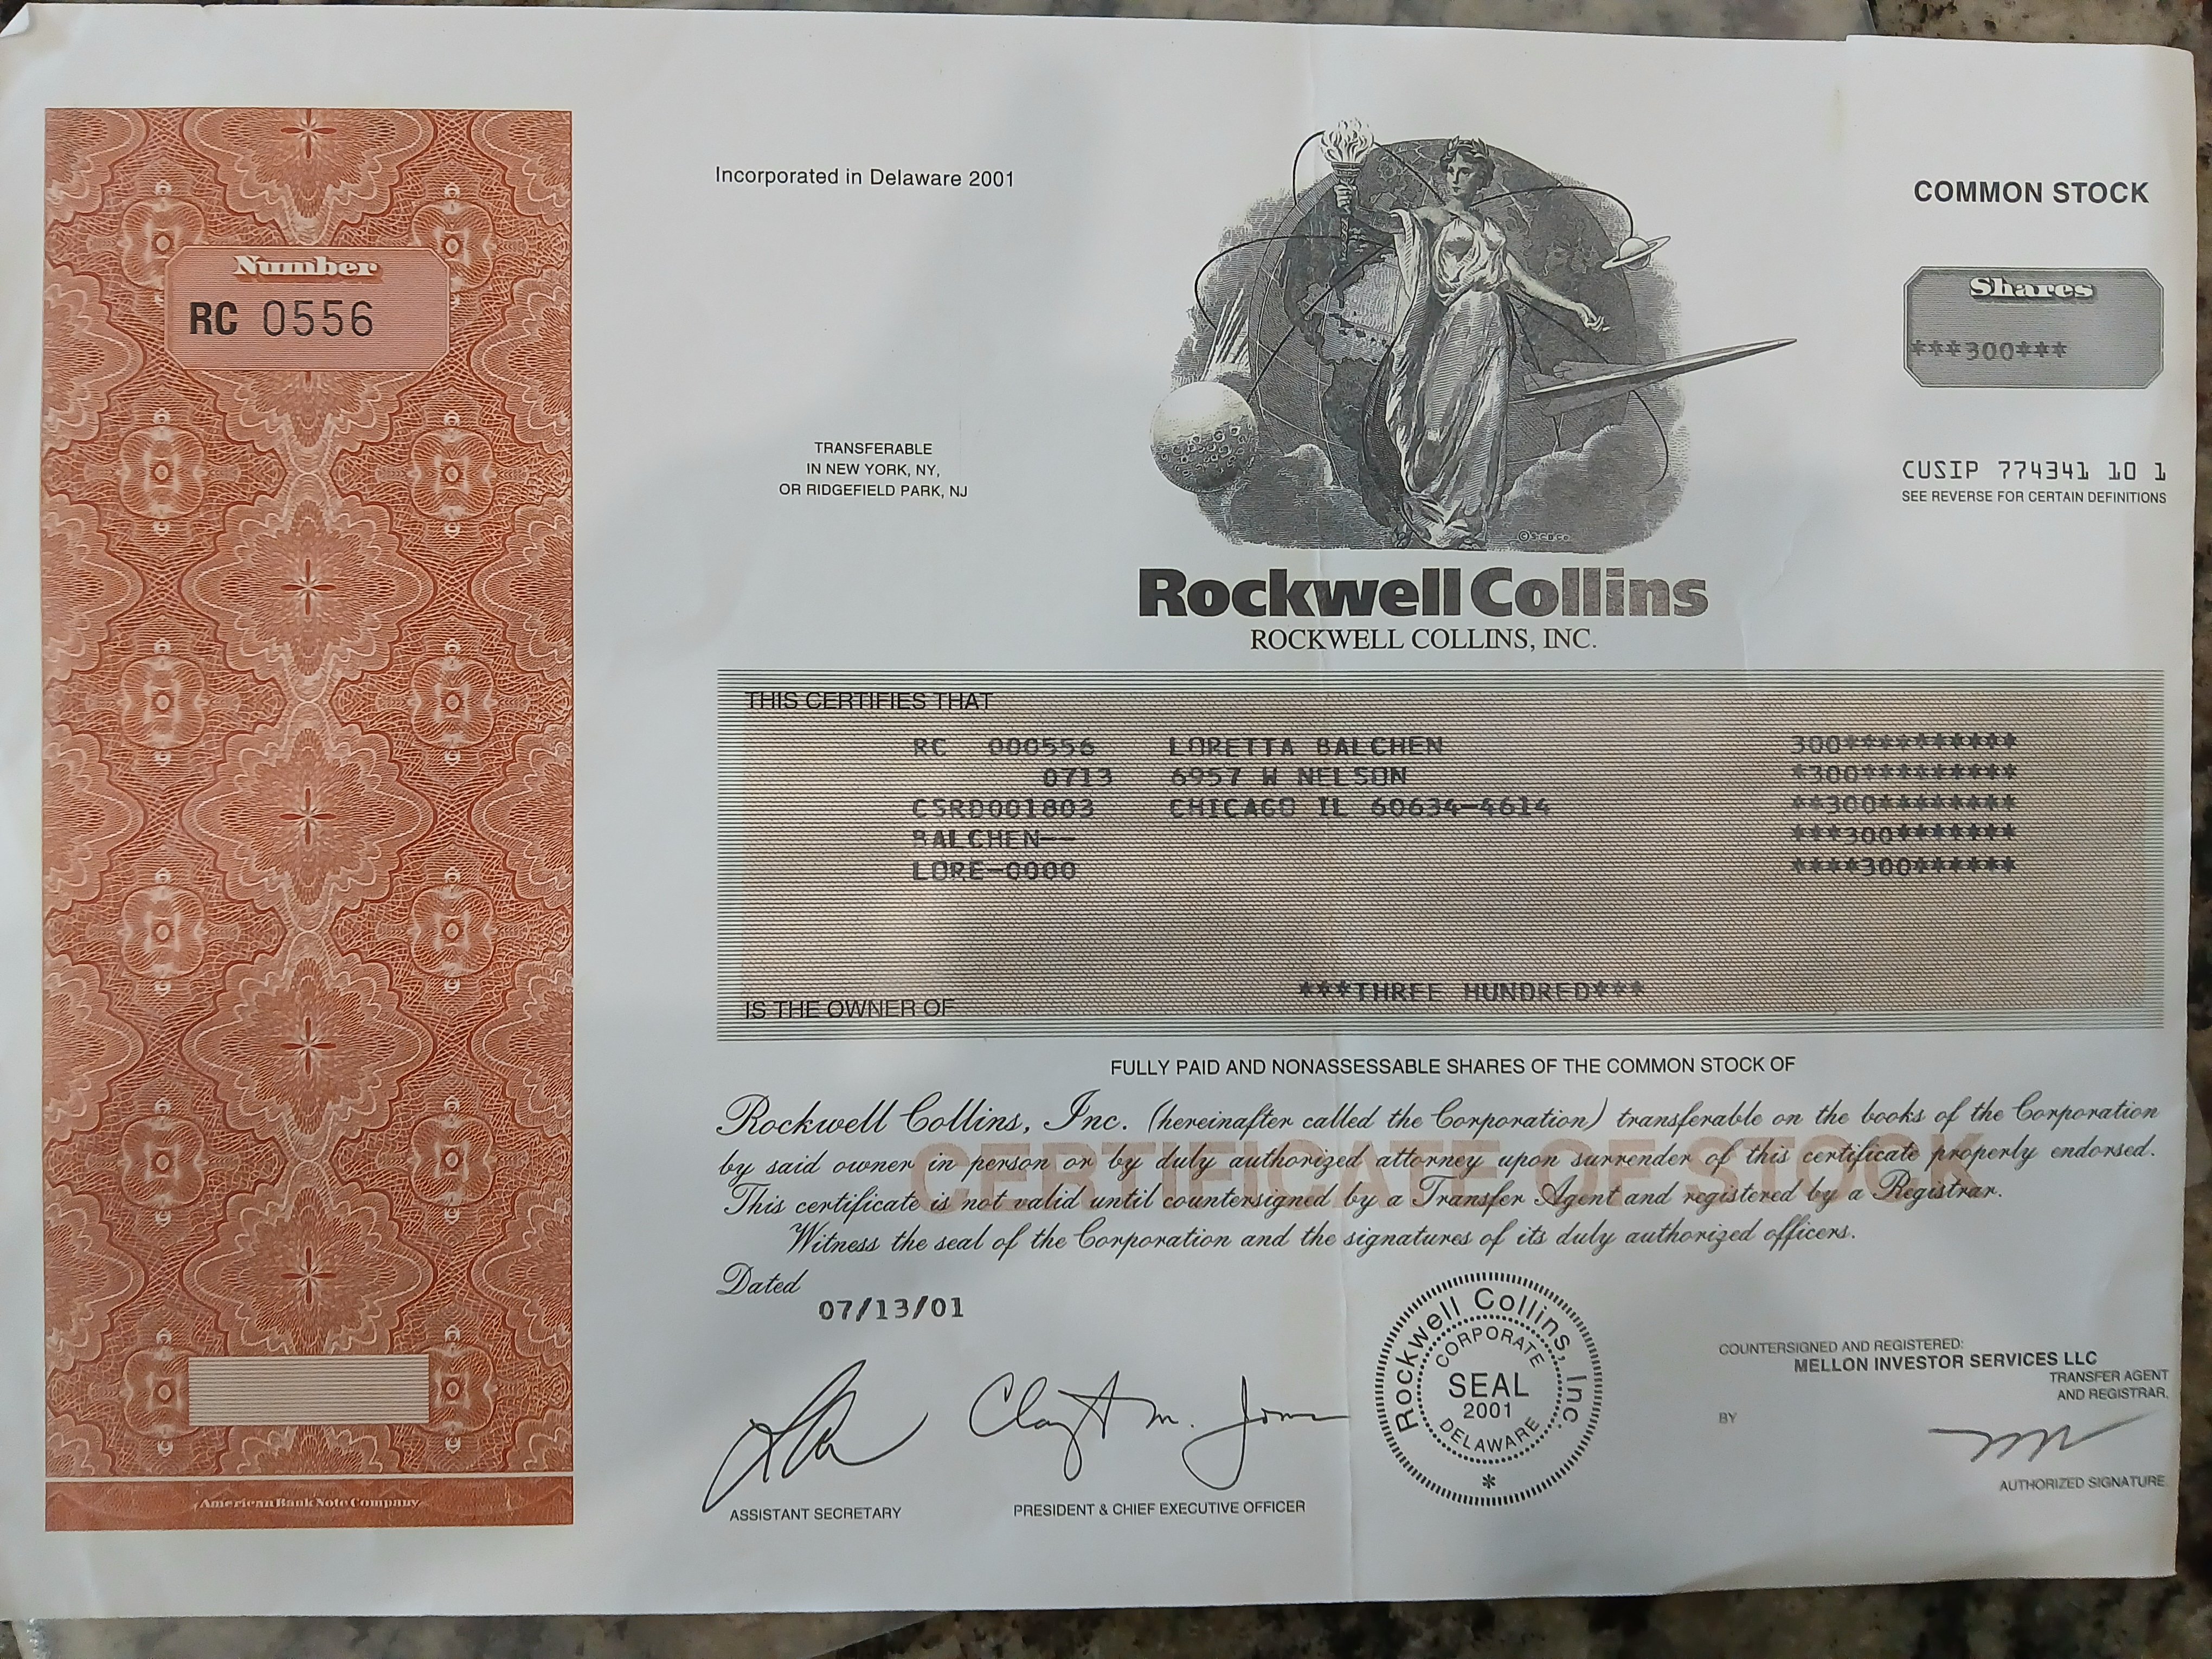 Incorporated in Delaware 2001
COMMON STOCK
Number
RC 0556
Shares
***300***
TRANSFERABLE
IN NEW YORK, NY,
OR RIDGEFIELD PARK, NJ
CUSIP 774341 10 1
SEE REVERSE FOR CERTAIN DEFINITIONS
©SCBCO.
Rockwell Collins
ROCKWELL COLLINS, INC.
THIS CERTIFIES THAT
RC 000556 LORETTA BALCHEN 300**********
0713 6957 W NELSON *300*********
CSRD001803 CHICAGO IL 60634-4614 **300********
BALCHEN-- ***300*******
LORE-0000 ****300******
***THREE HUNDRED***
IS THE OWNER OF
FULLY PAID AND NONASSESSABLE SHARES OF THE COMMON STOCK OF
Rockwell Collins, Inc. (hereinafter called the Corporation) transferable on the books of the Corporation
by said owner in person or by duly authorized attorney upon surrender of this certificate properly endorsed.
This certificate is not valid until countersigned by a Transfer Agent and registered by a Registrar.
CERTIFICATE OF STOCK
Witness the seal of the Corporation and the signatures of its duly authorized officers.
Dated
07/13/01
Rockwell Collins, Inc.
CORPORATE
SEAL
2001
DELAWARE
*
COUNTERSIGNED AND REGISTERED:
MELLON INVESTOR SERVICES LLC
TRANSFER AGENT
AND REGISTRAR,
BY
Clayton M. Jones
AUTHORIZED SIGNATURE
ASSISTANT SECRETARY
PRESIDENT & CHIEF EXECUTIVE OFFICER
American Bank Note Company